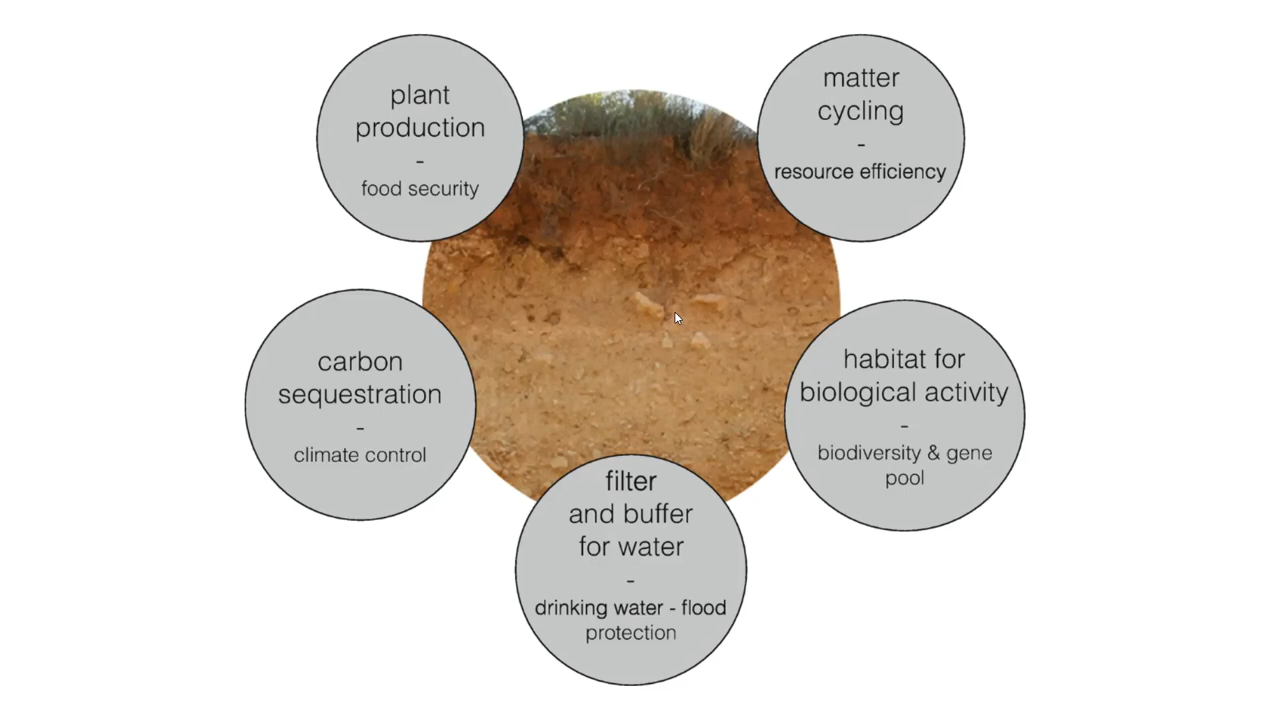 plant
production
-
food security
matter
cycling
-
resource efficiency
carbon
sequestration
-
climate control
habitat for
biological activity
-
biodiversity & gene
pool
filter
and buffer
for water
-
drinking water - flood
protection